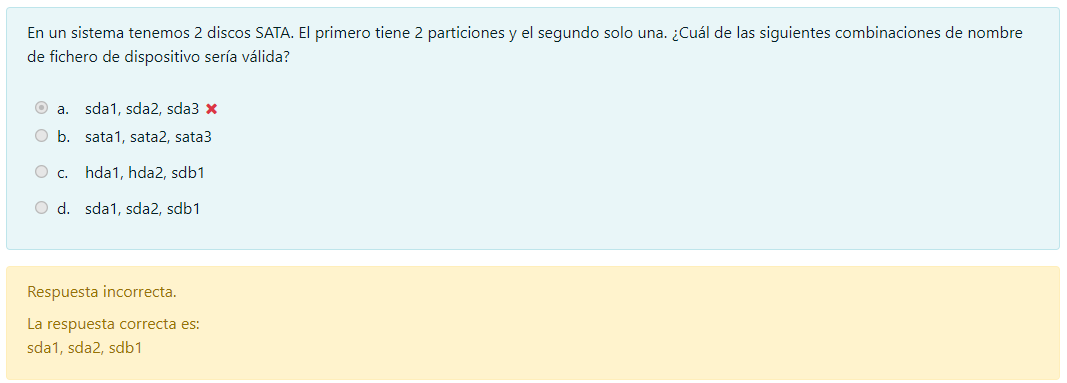 En un sistema tenemos 2 discos SATA. El primero tiene 2 particiones y el segundo solo una. ¿Cuál de las siguientes combinaciones de nombre
de fichero de dispositivo sería válida?
a. sda1, sda2, sda3
b. sata1, sata2, sata3
c. hda1, hda2, sdb1
d. sda1, sda2, sdb1
Respuesta incorrecta.
La respuesta correcta es:
sda1, sda2, sdb1